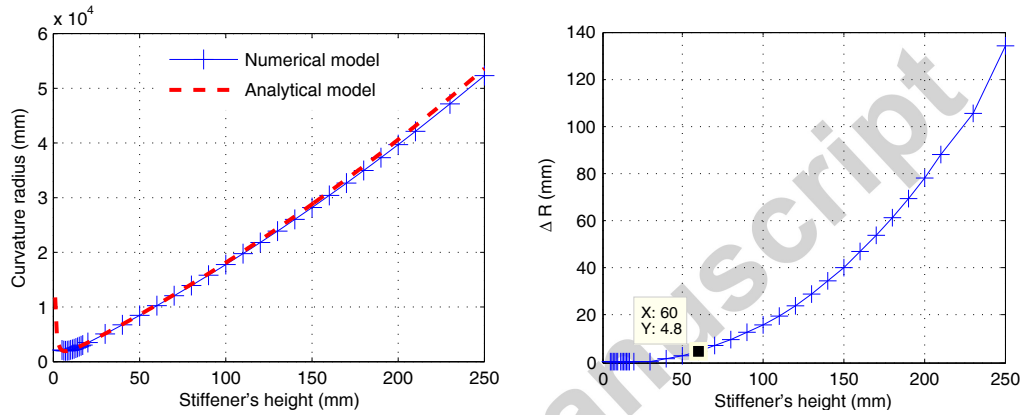 x 10⁴
6
5
4
3
2
1
0
Curvature radius (mm)
Numerical model
Analytical model
0 50 100 150 200 250
Stiffener's height (mm)
140
120
100
80
60
40
20
0
Δ R (mm)
X: 60
Y: 4.8
0 50 100 150 200 250
Stiffener's height (mm)
anuscript